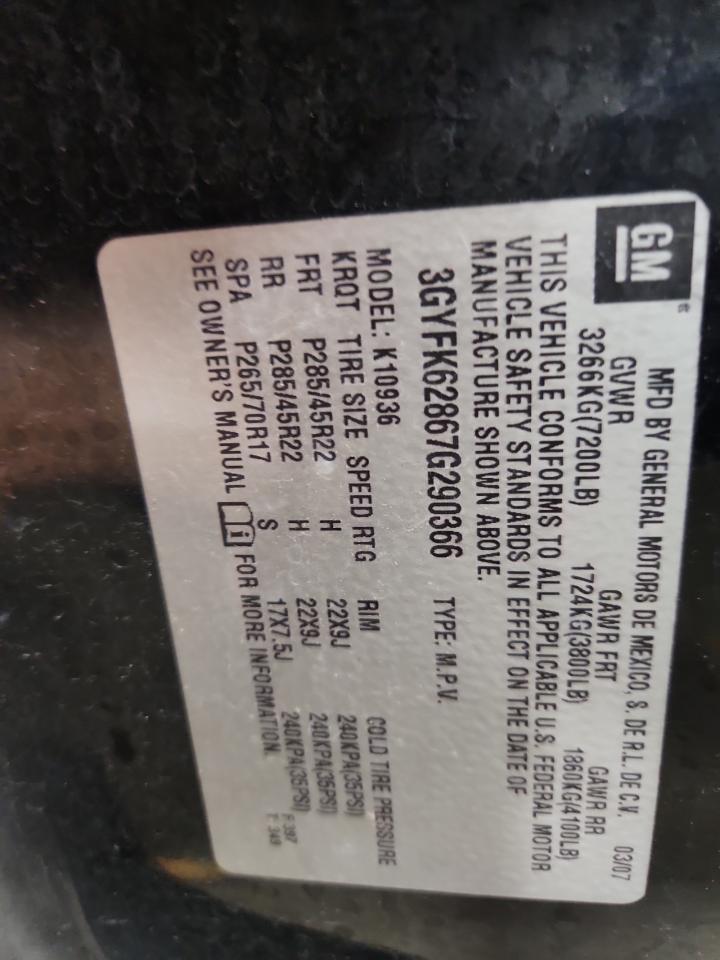 GM
MFD BY GENERAL MOTORS DE MEXICO, S. DE R.L. DE C.V. 03/07
GVWR GAWR FRT GAWR RR
3266KG(7200LB) 1724KG(3800LB) 1860KG(4100LB)
THIS VEHICLE CONFORMS TO ALL APPLICABLE U.S. FEDERAL MOTOR
VEHICLE SAFETY STANDARDS IN EFFECT ON THE DATE OF
MANUFACTURE SHOWN ABOVE.
3GYFK62867G290366 TYPE: M.P.V.
MODEL: K10936
KRQT TIRE SIZE SPEED RTG RIM COLD TIRE PRESSURE
FRT P285/45R22 H 22X9J 240KPA(35PSI)
RR P285/45R22 H 22X9J 240KPA(35PSI)
SPA P265/70R17 S 17X7.5J 240KPA(35PSI)
SEE OWNER'S MANUAL FOR MORE INFORMATION. F 397
T 349